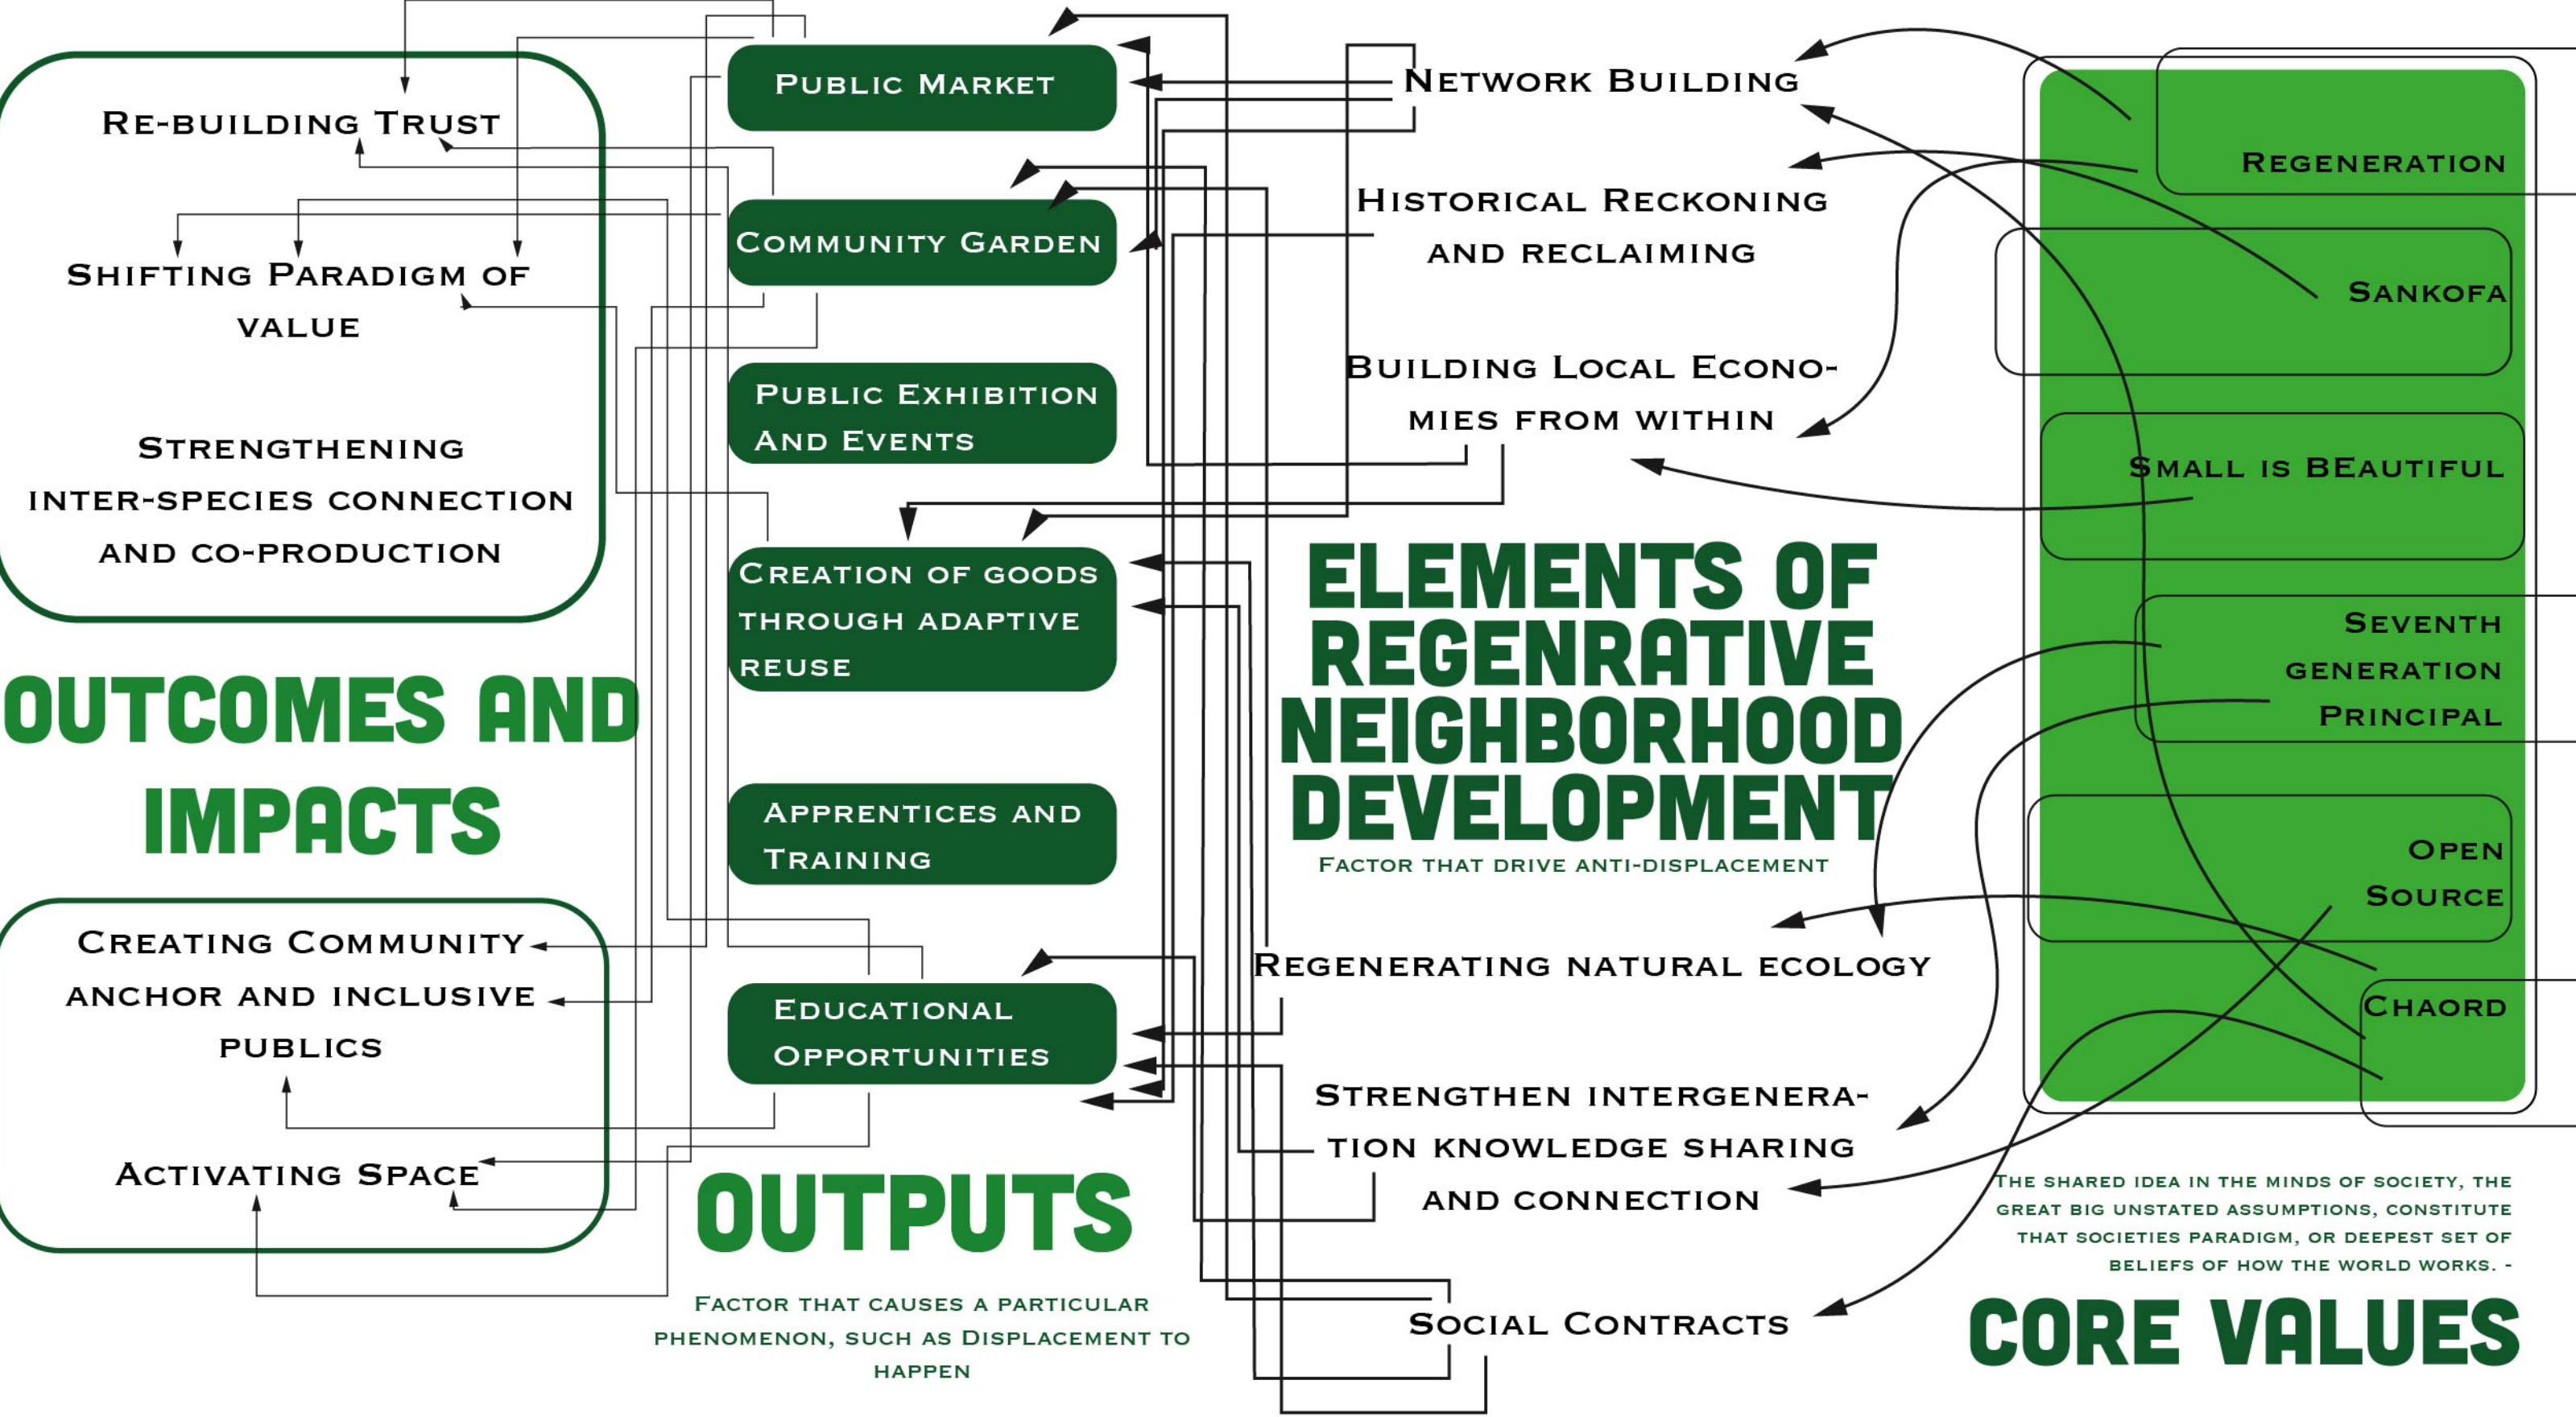 Re-building Trust
Shifting Paradigm of
value
Strengthening
inter-species connection
and co-production
OUTCOMES AND
IMPACTS
Creating Community
anchor and inclusive
publics
Activating Space
Public Market
Community Garden
Public Exhibition
And Events
Creation of goods
through adaptive
reuse
Apprentices and
Training
Educational
Opportunities
OUTPUTS
Factor that causes a particular
phenomenon, such as Displacement to
happen
Network Building
Historical Reckoning
and reclaiming
Building Local Econo-
mies from within
ELEMENTS OF
REGENRATIVE
NEIGHBORHOOD
DEVELOPMENT
Factor that drive anti-displacement
Regenerating natural ecology
Strengthen intergenera-
tion knowledge sharing
and connection
Social Contracts
Regeneration
Sankofa
Small is BEautiful
Seventh
generation
Principal
Open
Source
Chaord
The shared idea in the minds of society, the
great big unstated assumptions, constitute
that societies paradigm, or deepest set of
beliefs of how the world works. -
CORE VALUES